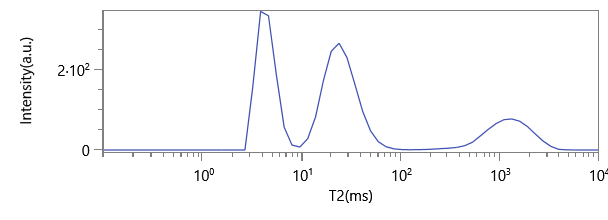 Intensity(a.u.)
2·10²
0
10⁰ 10¹ 10² 10³ 10⁴
T2(ms)